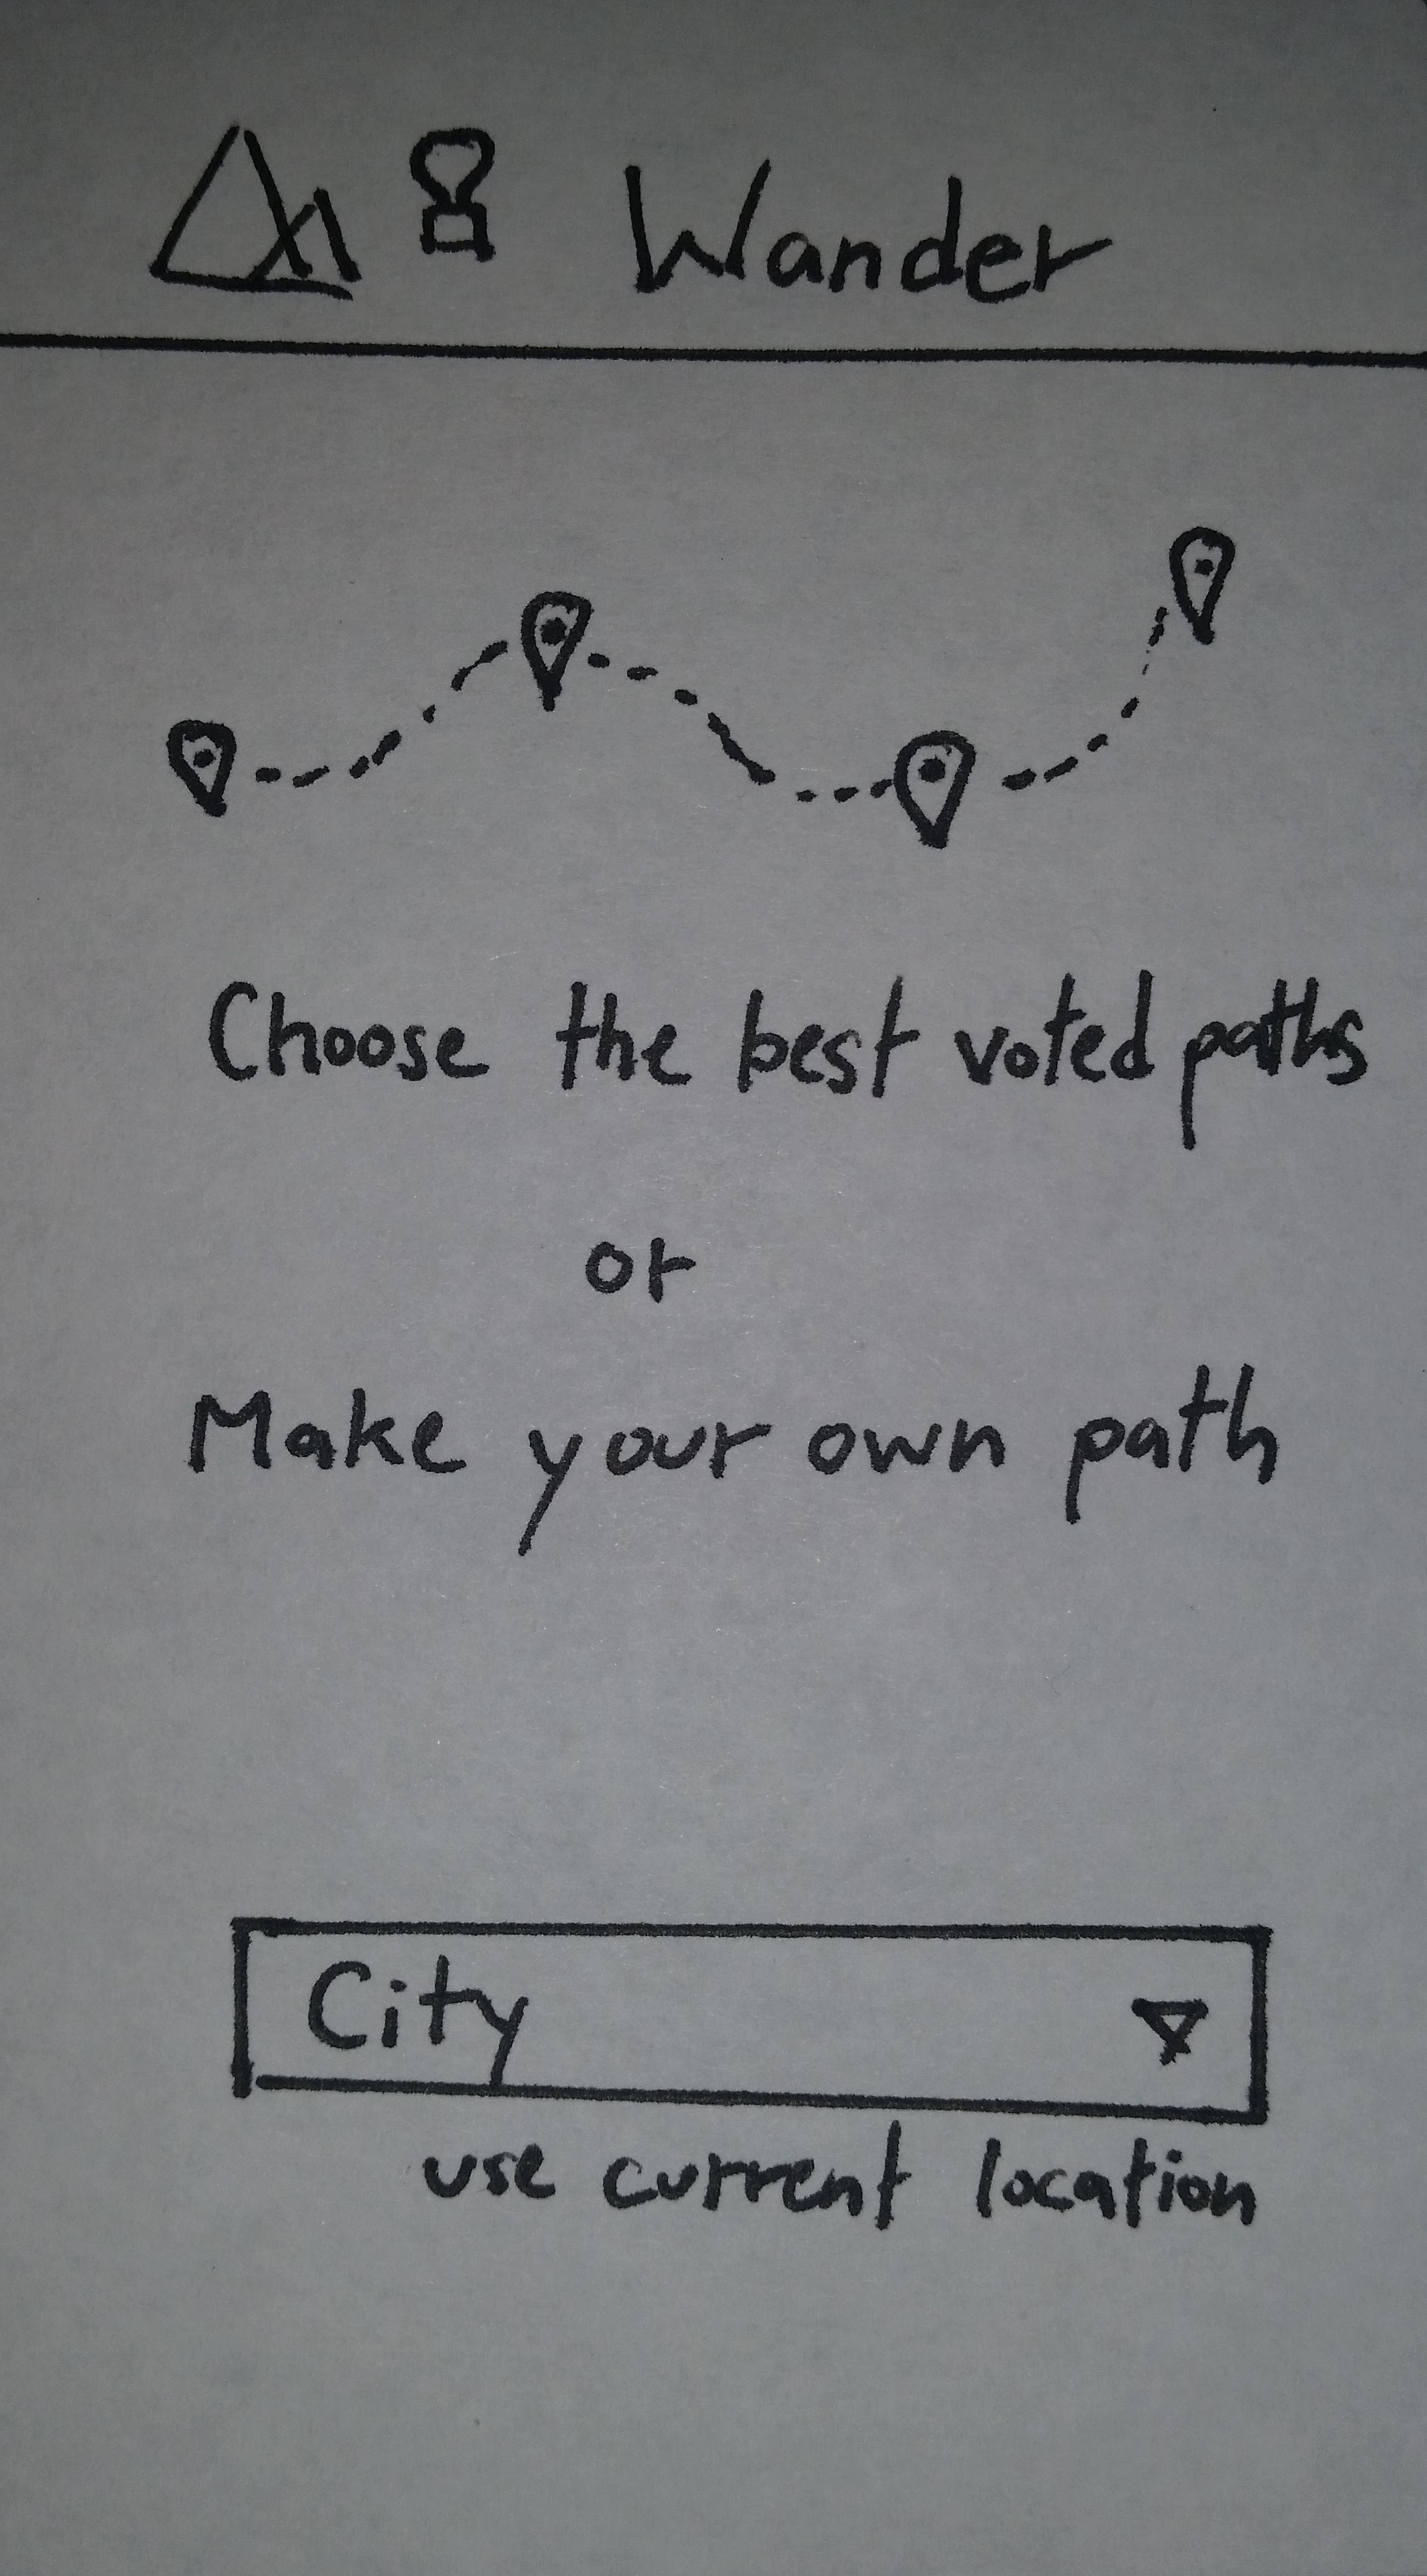 Wander
Choose the best voted paths
or
Make your own path
City
use current location